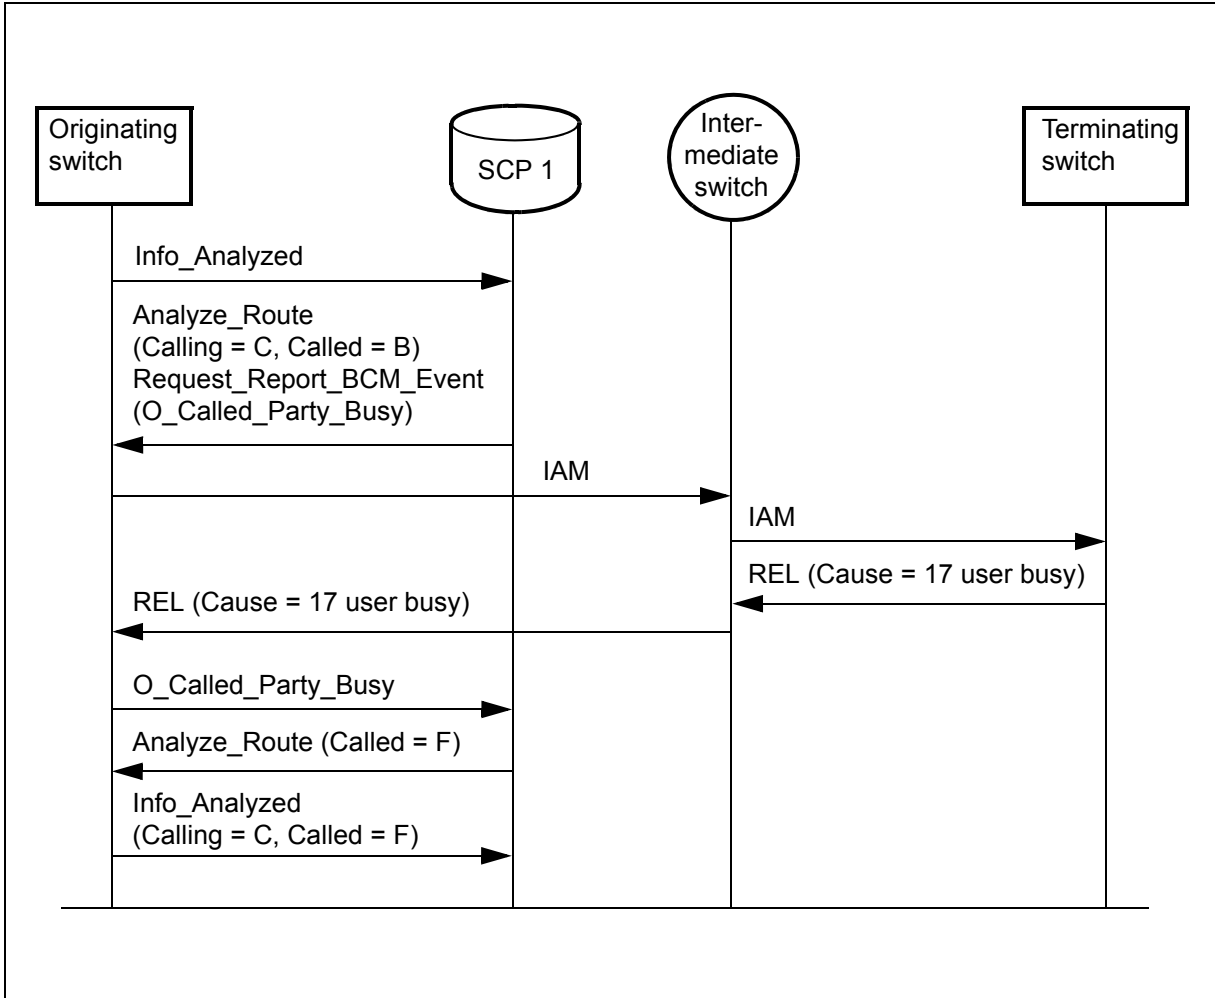 Originating
switch
SCP 1
Inter-
mediate
switch
Terminating
switch
Info_Analyzed
Analyze_Route
(Calling = C, Called = B)
Request_Report_BCM_Event
(O_Called_Party_Busy)
IAM
IAM
REL (Cause = 17 user busy)
REL (Cause = 17 user busy)
O_Called_Party_Busy
Analyze_Route (Called = F)
Info_Analyzed
(Calling = C, Called = F)